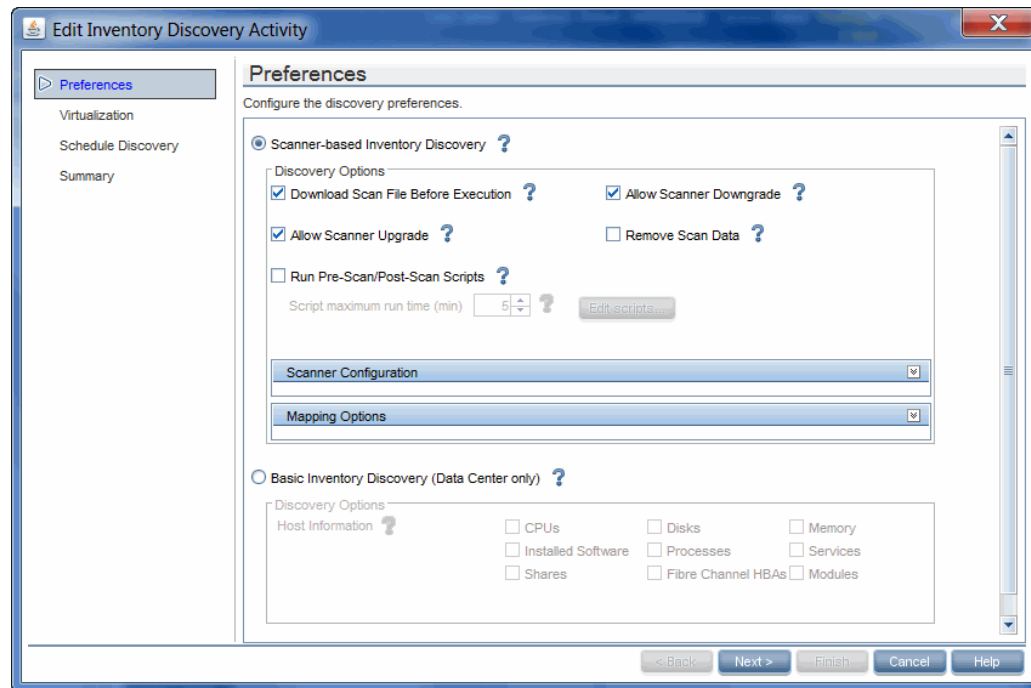 Edit Inventory Discovery Activity
X
Preferences
Virtualization
Schedule Discovery
Summary
Preferences
Configure the discovery preferences.
Scanner-based Inventory Discovery ?
Discovery Options
Download Scan File Before Execution ? Allow Scanner Downgrade ?
Allow Scanner Upgrade ? Remove Scan Data ?
Run Pre-Scan/Post-Scan Scripts ?
Script maximum run time (min) 5 ? Edit scripts...
Scanner Configuration
Mapping Options
Basic Inventory Discovery (Data Center only) ?
Discovery Options
Host Information ? CPUs Disks Memory
Installed Software Processes Services
Shares Fibre Channel HBAs Modules
< Back Next > Finish Cancel Help